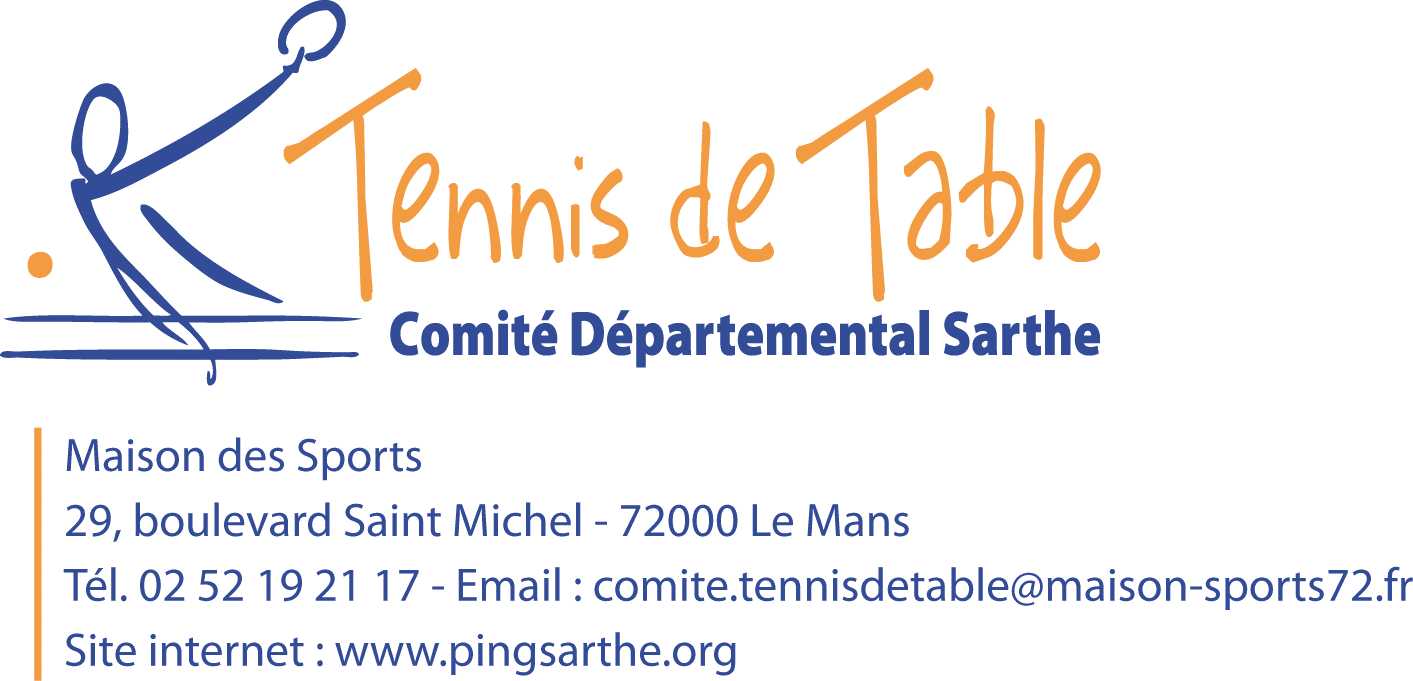 Tennis de Table
Comité Départemental Sarthe
Maison des Sports
29, boulevard Saint Michel - 72000 Le Mans
Tél. 02 52 19 21 17 - Email : comite.tennisdetable@maison-sports72.fr
Site internet : www.pingsarthe.org